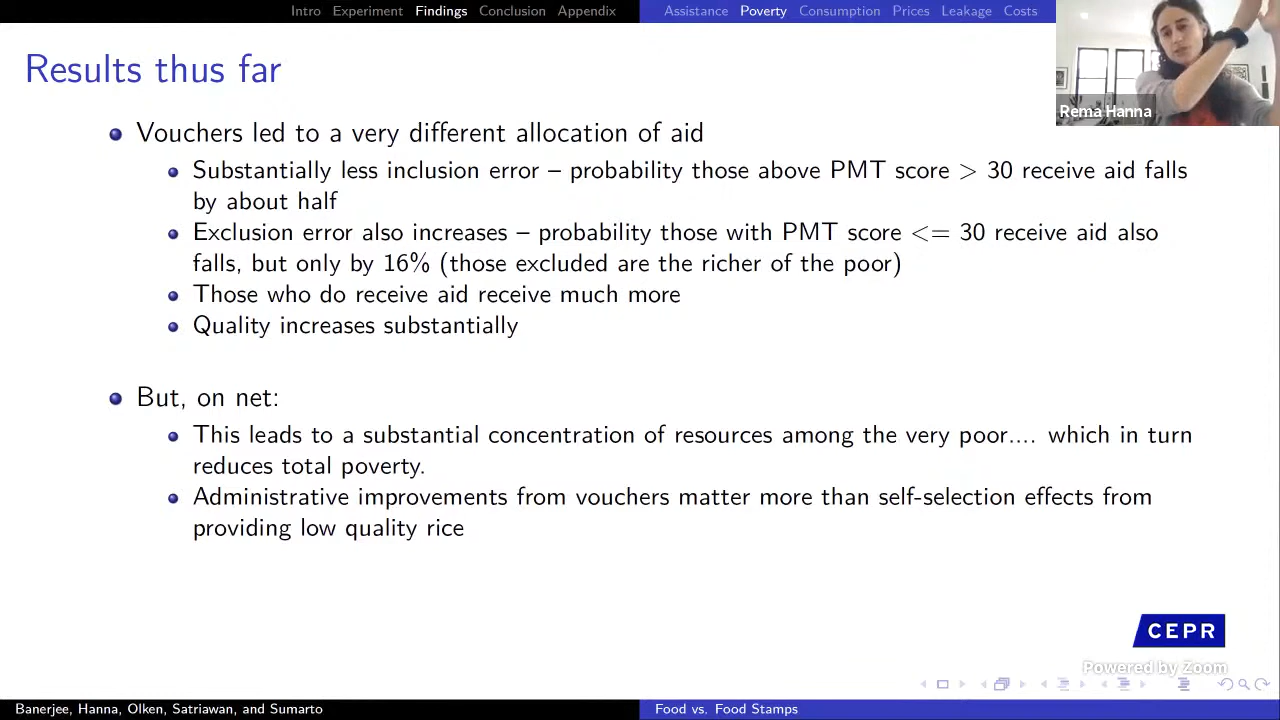 Intro Experiment Findings Conclusion Appendix
Assistance Poverty Consumption Prices Leakage Costs
Results thus far
Rema Hanna
Vouchers led to a very different allocation of aid
Substantially less inclusion error – probability those above PMT score > 30 receive aid falls
by about half
Exclusion error also increases – probability those with PMT score <= 30 receive aid also
falls, but only by 16% (those excluded are the richer of the poor)
Those who do receive aid receive much more
Quality increases substantially
But, on net:
This leads to a substantial concentration of resources among the very poor.... which in turn
reduces total poverty.
Administrative improvements from vouchers matter more than self-selection effects from
providing low quality rice
CEPR
Powered by Zoom
Banerjee, Hanna, Olken, Satriawan, and Sumarto
Food vs. Food Stamps